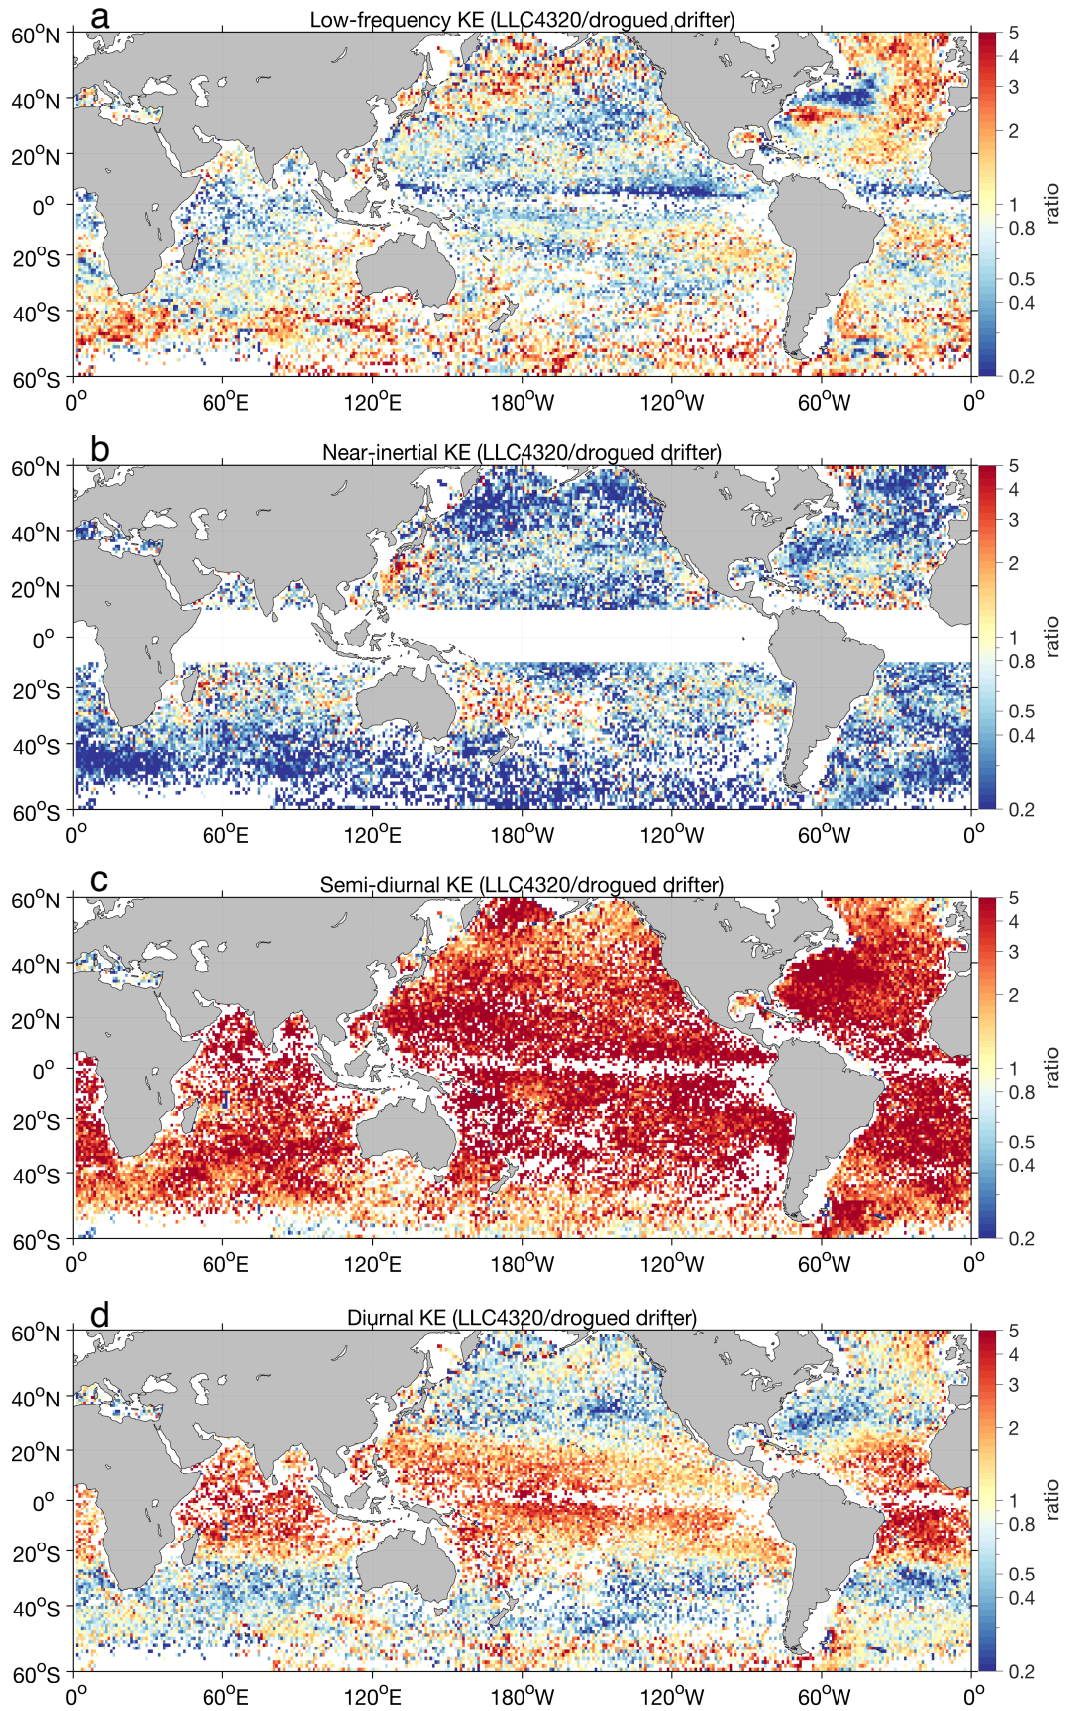 a
Low-frequency KE (LLC4320/drogued drifter)
60°N
40°N
20°N
0°
20°S
40°S
60°S
0° 60°E 120°E 180°W 120°W 60°W 0°
5
4
3
2
1
0.8
0.5
0.4
0.2
ratio
b
Near-inertial KE (LLC4320/drogued drifter)
60°N
40°N
20°N
0°
20°S
40°S
60°S
0° 60°E 120°E 180°W 120°W 60°W 0°
5
4
3
2
1
0.8
0.5
0.4
0.2
ratio
c
Semi-diurnal KE (LLC4320/drogued drifter)
60°N
40°N
20°N
0°
20°S
40°S
60°S
0° 60°E 120°E 180°W 120°W 60°W 0°
5
4
3
2
1
0.8
0.5
0.4
0.2
ratio
d
Diurnal KE (LLC4320/drogued drifter)
60°N
40°N
20°N
0°
20°S
40°S
60°S
0° 60°E 120°E 180°W 120°W 60°W 0°
5
4
3
2
1
0.8
0.5
0.4
0.2
ratio